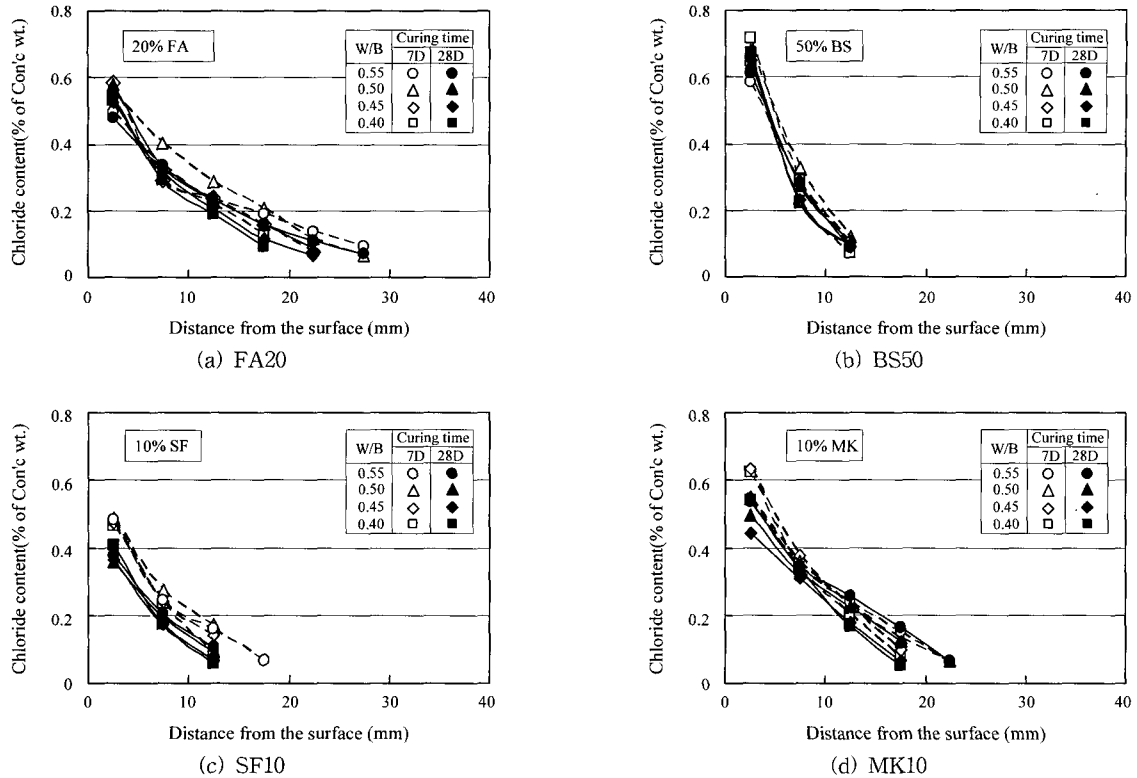 0.8
0.6
0.4
0.2
0
Chloride content(% of Con'c wt.)
20% FA
W/B Curing time
7D 28D
0.55
0.50
0.45
0.40
0 10 20 30 40
Distance from the surface (mm)
(a) FA20
0.8
0.6
0.4
0.2
0
Chloride content(% of Con'c wt.)
50% BS
W/B Curing time
7D 28D
0.55
0.50
0.45
0.40
0 10 20 30 40
Distance from the surface (mm)
(b) BS50
0.8
0.6
0.4
0.2
0
Chloride content(% of Con'c wt.)
10% SF
W/B Curing time
7D 28D
0.55
0.50
0.45
0.40
0 10 20 30 40
Distance from the surface (mm)
(c) SF10
0.8
0.6
0.4
0.2
0
Chloride content(% of Con'c wt.)
10% MK
W/B Curing time
7D 28D
0.55
0.50
0.45
0.40
0 10 20 30 40
Distance from the surface (mm)
(d) MK10